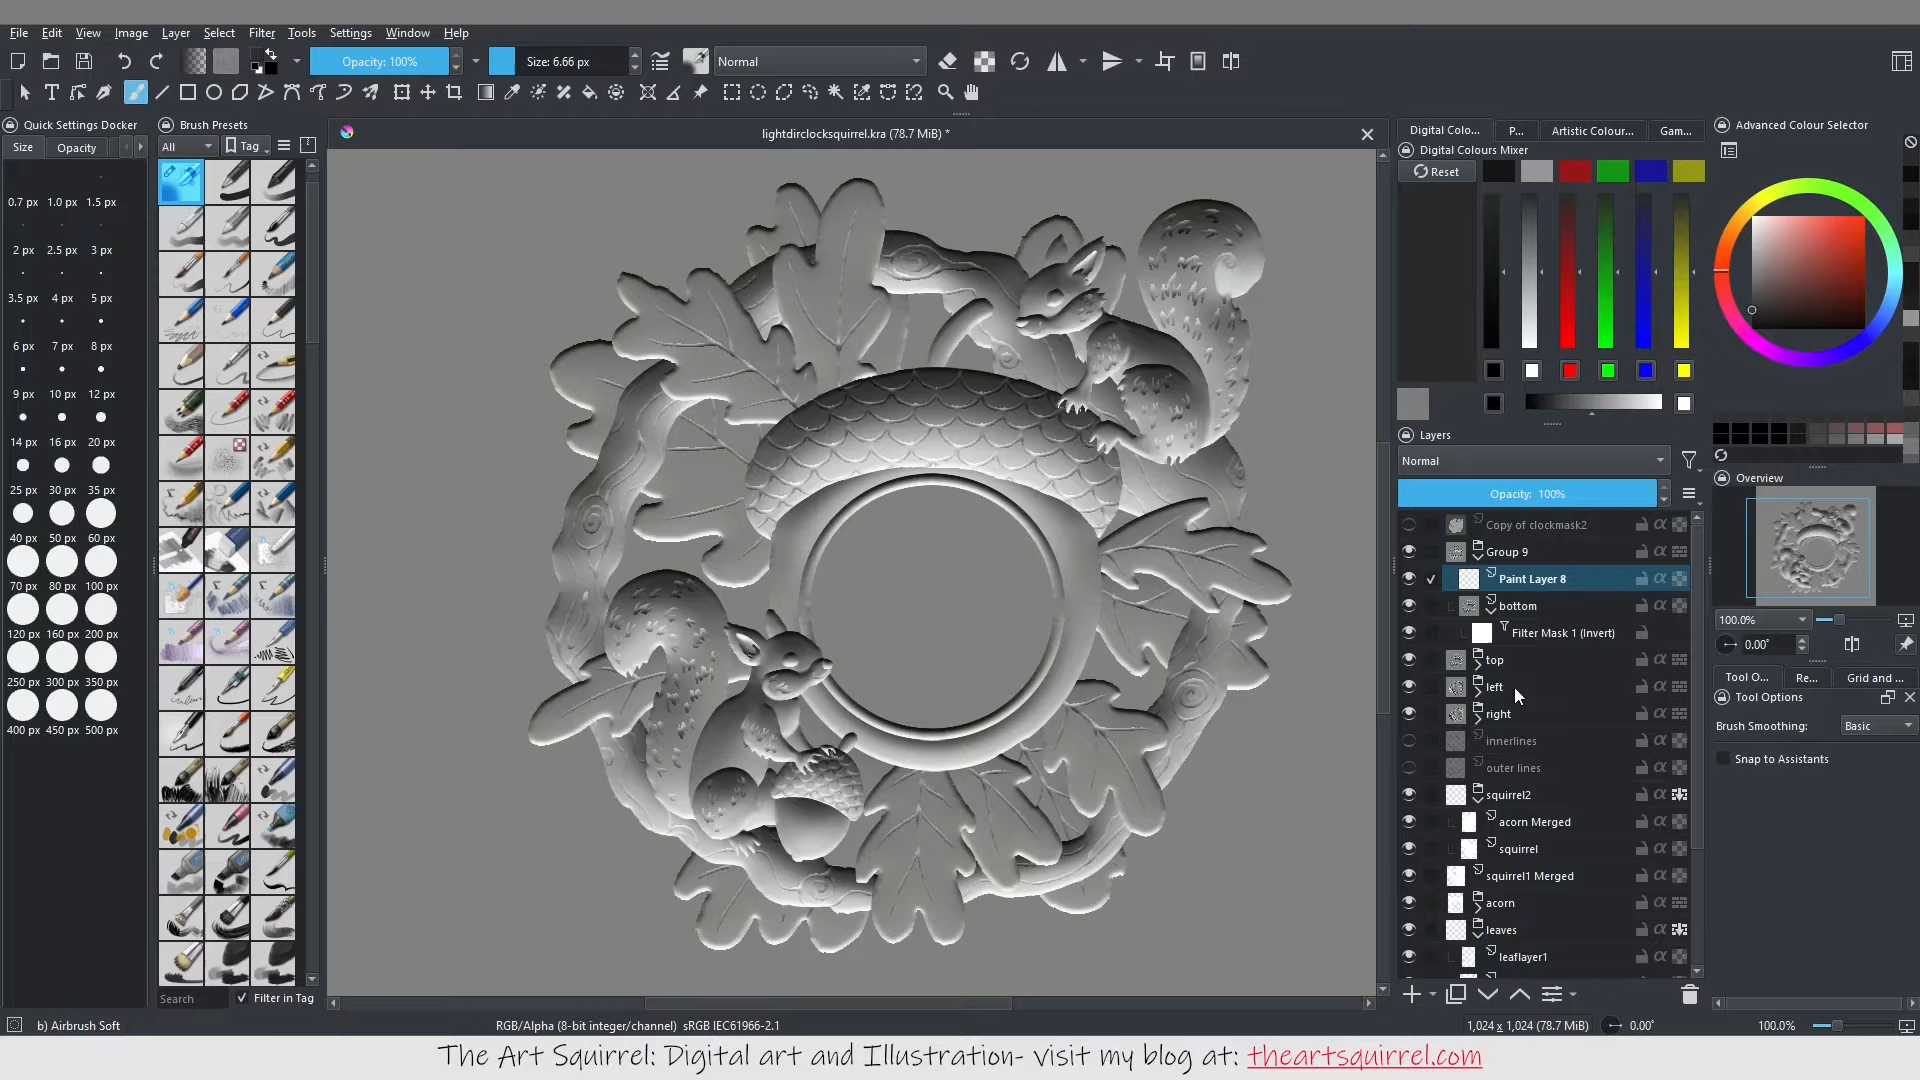 File Edit View Image Layer Select Filter Tools Settings Window Help
Opacity: 100% Size: 6.66 px Normal
Quick Settings Docker
Size Opacity
0.7 px 1.0 px 1.5 px
2 px 2.5 px 3 px
3.5 px 4 px 5 px
6 px 7 px 8 px
9 px 10 px 12 px
14 px 16 px 20 px
25 px 30 px 35 px
40 px 50 px 60 px
70 px 80 px 100 px
120 px 160 px 200 px
250 px 300 px 350 px
400 px 450 px 500 px
Brush Presets
All Tag
Search Filter in Tag
lightdirclocksquirrel.kra (78.7 MiB) *
Digital Colo... P... Artistic Colour... Gam...
Digital Colours Mixer
Reset
Layers
Normal
Opacity: 100%
Copy of clockmask2
Group 9
Paint Layer 8
bottom
Filter Mask 1 (Invert)
top
left
right
innerlines
outer lines
squirrel2
acorn Merged
squirrel
squirrel1 Merged
acorn
leaves
leaflayer1
Advanced Colour Selector
Overview
100.0%
0.00°
Tool O... Re... Grid and ...
Tool Options
Brush Smoothing: Basic
Snap to Assistants
b) Airbrush Soft
RGB/Alpha (8-bit integer/channel) sRGB IEC61966-2.1
1,024 x 1,024 (78.7 MiB) 0.00° 100.0%
The Art Squirrel: Digital art and Illustration- visit my blog at: theartsquirrel.com